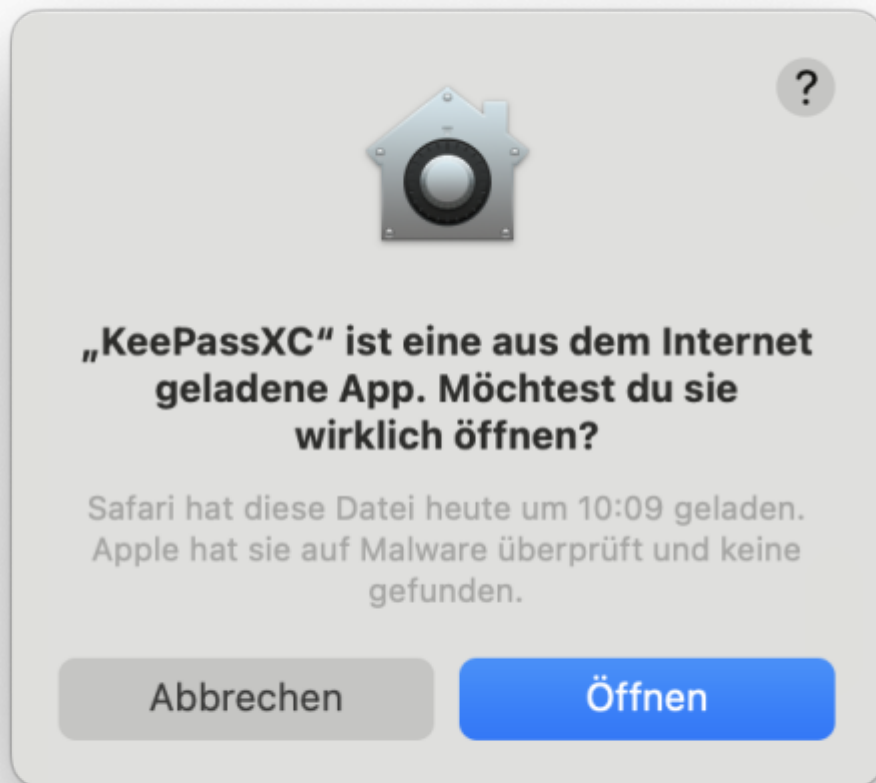 ?
„KeePassXC“ ist eine aus dem Internet
geladene App. Möchtest du sie
wirklich öffnen?
Safari hat diese Datei heute um 10:09 geladen.
Apple hat sie auf Malware überprüft und keine
gefunden.
Abbrechen
Öffnen